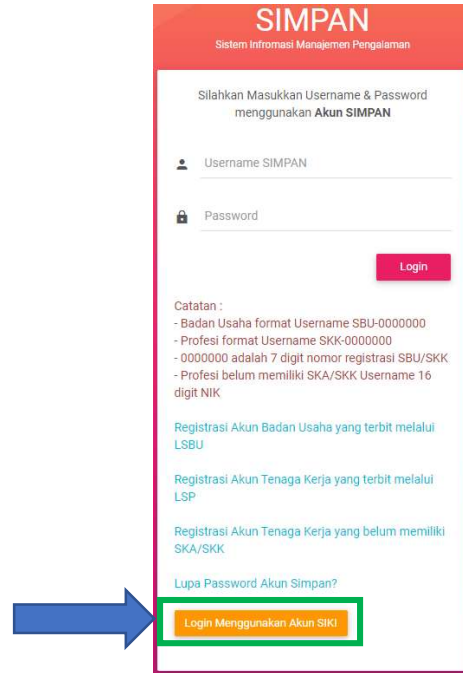 SIMPAN
Sistem Infromasi Manajemen Pengalaman
Silahkan Masukkan Username & Password
menggunakan Akun SIMPAN
Username SIMPAN
Password
Login
Catatan :
- Badan Usaha format Username SBU-0000000
- Profesi format Username SKK-0000000
- 0000000 adalah 7 digit nomor registrasi SBU/SKK
- Profesi belum memiliki SKA/SKK Username 16
digit NIK
Registrasi Akun Badan Usaha yang terbit melalui
LSBU
Registrasi Akun Tenaga Kerja yang terbit melalui
LSP
Registrasi Akun Tenaga Kerja yang belum memiliki
SKA/SKK
Lupa Password Akun Simpan?
Login Menggunakan Akun SIKI